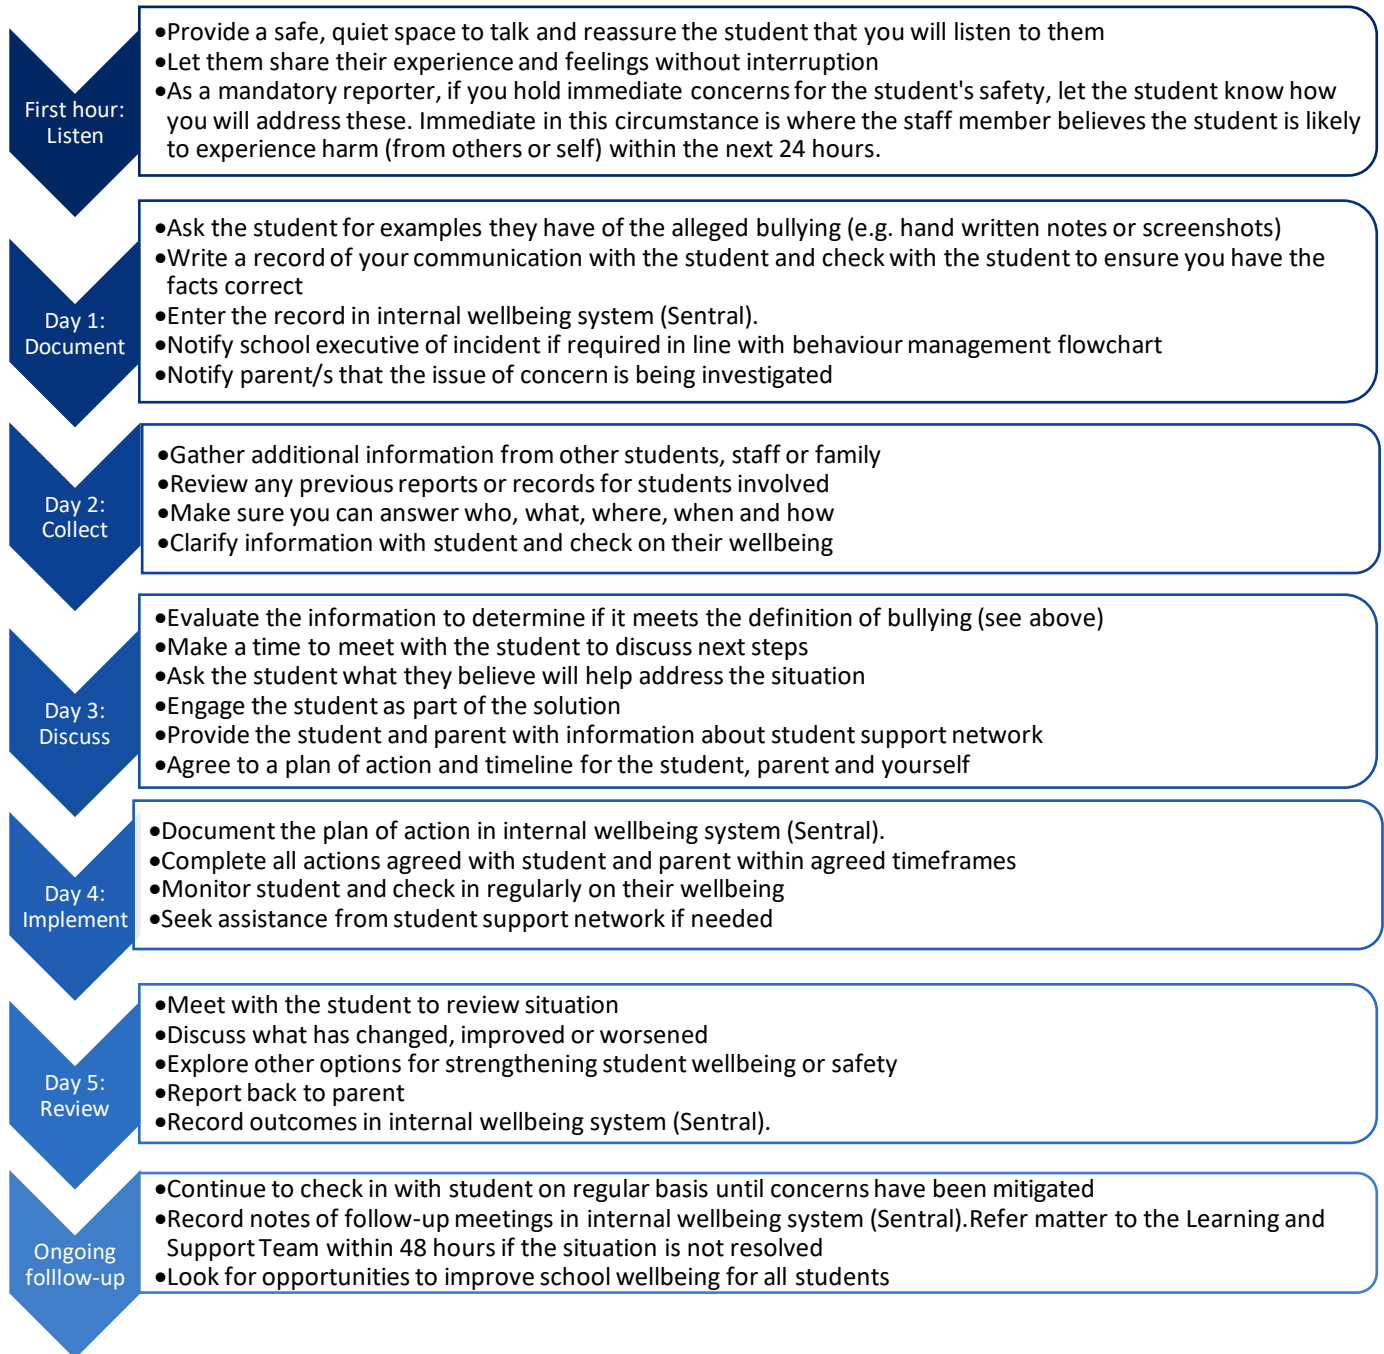 First hour:
Listen
•Provide a safe, quiet space to talk and reassure the student that you will listen to them
•Let them share their experience and feelings without interruption
•As a mandatory reporter, if you hold immediate concerns for the student's safety, let the student know how
you will address these. Immediate in this circumstance is where the staff member believes the student is likely
to experience harm (from others or self) within the next 24 hours.
Day 1:
Document
•Ask the student for examples they have of the alleged bullying (e.g. hand written notes or screenshots)
•Write a record of your communication with the student and check with the student to ensure you have the
facts correct
•Enter the record in internal wellbeing system (Sentral).
•Notify school executive of incident if required in line with behaviour management flowchart
•Notify parent/s that the issue of concern is being investigated
Day 2:
Collect
•Gather additional information from other students, staff or family
•Review any previous reports or records for students involved
•Make sure you can answer who, what, where, when and how
•Clarify information with student and check on their wellbeing
Day 3:
Discuss
•Evaluate the information to determine if it meets the definition of bullying (see above)
•Make a time to meet with the student to discuss next steps
•Ask the student what they believe will help address the situation
•Engage the student as part of the solution
•Provide the student and parent with information about student support network
•Agree to a plan of action and timeline for the student, parent and yourself
Day 4:
Implement
•Document the plan of action in internal wellbeing system (Sentral).
•Complete all actions agreed with student and parent within agreed timeframes
•Monitor student and check in regularly on their wellbeing
•Seek assistance from student support network if needed
Day 5:
Review
•Meet with the student to review situation
•Discuss what has changed, improved or worsened
•Explore other options for strengthening student wellbeing or safety
•Report back to parent
•Record outcomes in internal wellbeing system (Sentral).
Ongoing
folllow-up
•Continue to check in with student on regular basis until concerns have been mitigated
•Record notes of follow-up meetings in internal wellbeing system (Sentral).Refer matter to the Learning and
Support Team within 48 hours if the situation is not resolved
•Look for opportunities to improve school wellbeing for all students